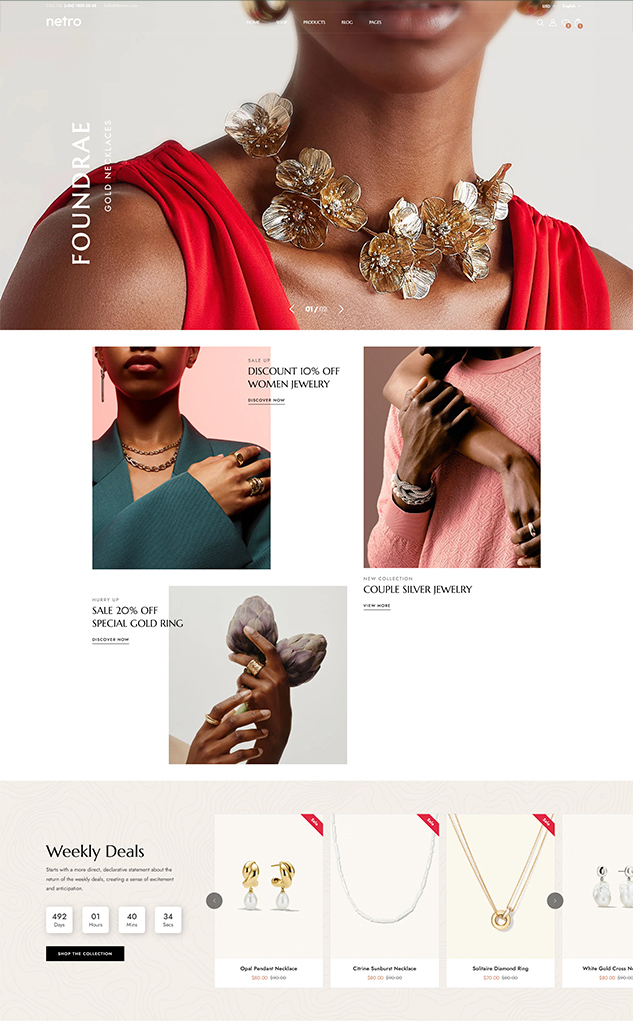 netro
HOME
PRODUCTS
BLOG
PAGES
USD
English
FOUNDRAE
GOLD NECKLACES
01/02
SALE UP
DISCOUNT 10% OFF
WOMEN JEWELRY
DISCOVER NOW
NEW COLLECTION
COUPLE SILVER JEWELRY
VIEW MORE
HURRY UP
SALE 20% OFF
SPECIAL GOLD RING
DISCOVER NOW
Weekly Deals
Starts with a more direct, declarative statement about the
return of the weekly deals, creating a sense of excitement
and anticipation.
492 01 40 34
Days Hours Mins Secs
SHOP THE COLLECTION
Sale
Sale
Sale
Opal Pendant Necklace
$80.00 $90.00
Citrine Sunburst Necklace
$80.00 $90.00
Solitaire Diamond Ring
$70.00 $80.00
White Gold Cross
$80.00